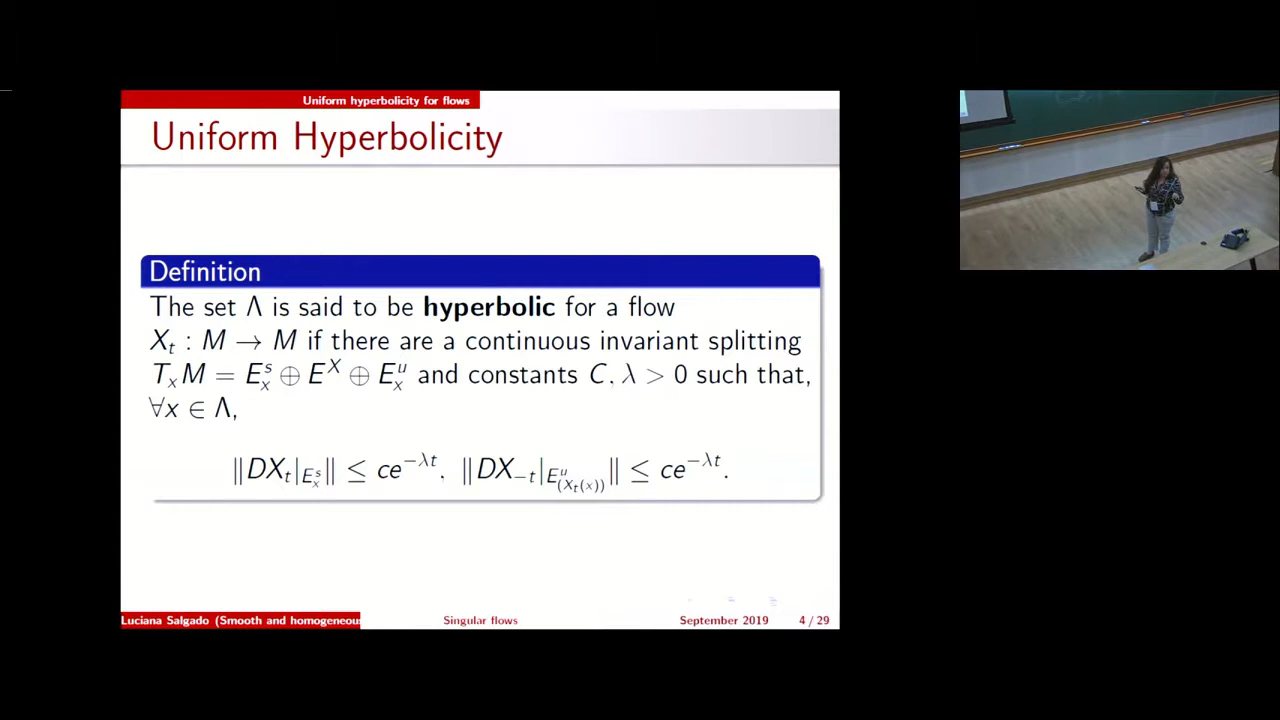 Uniform hyperbolicity for flows
Uniform Hyperbolicity
Definition
The set Λ is said to be hyperbolic for a flow
X_t : M → M if there are a continuous invariant splitting
T_xM = E^s_x ⊕ E^X ⊕ E^u_x and constants C, λ > 0 such that,
∀x ∈ Λ,
‖DX_t|_{E^s_x}‖ ≤ ce^{−λt}, ‖DX_{−t}|_{E^u_{(X_t(x))}}‖ ≤ ce^{−λt}.
Luciana Salgado (Smooth and homogeneous Singular flows September 2019 4 / 29